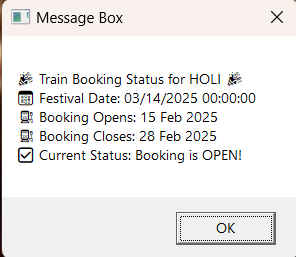 Message Box
🎉 Train Booking Status for HOLI 🎉
📅 Festival Date: 03/14/2025 00:00:00
🚆 Booking Opens: 15 Feb 2025
🚆 Booking Closes: 28 Feb 2025
☑ Current Status: Booking is OPEN!
OK